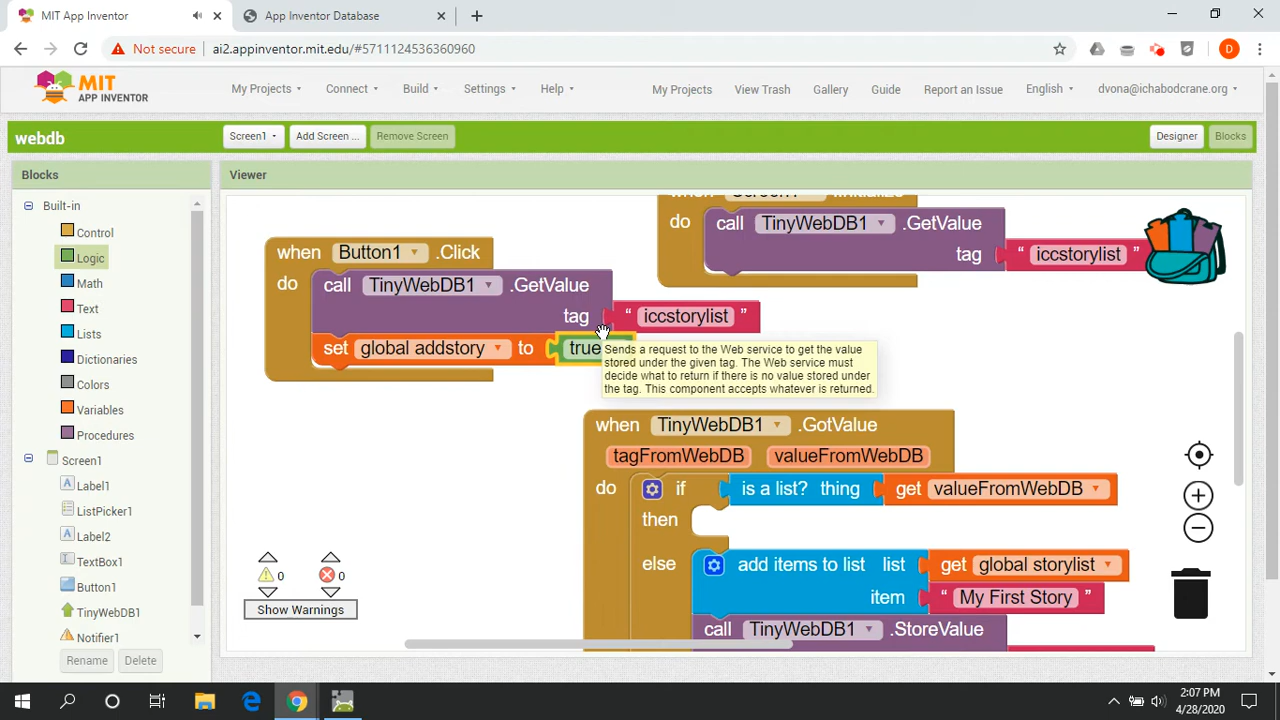 MIT App Inventor
App Inventor Database
Not secure
ai2.appinventor.mit.edu/#5711124536360960
D
MIT
APP INVENTOR
My Projects
Connect
Build
Settings
Help
My Projects
View Trash
Gallery
Guide
Report an Issue
English
dvona@ichabodcrane.org
webdb
Screen1
Add Screen ...
Remove Screen
Designer
Blocks
Blocks
Viewer
Built-in
Control
Logic
Math
Text
Lists
Dictionaries
Colors
Variables
Procedures
Screen1
Label1
ListPicker1
Label2
TextBox1
Button1
TinyWebDB1
Notifier1
Rename
Delete
do call TinyWebDB1 .GetValue
tag " iccstorylist "
when Button1 .Click
do call TinyWebDB1 .GetValue
tag " iccstorylist "
set global addstory to true
Sends a request to the Web service to get the value
stored under the given tag. The Web service must
decide what to return if there is no value stored under
the tag. This component accepts whatever is returned.
when TinyWebDB1 .GotValue
tagFromWebDB valueFromWebDB
do if is a list? thing get valueFromWebDB
then
else add items to list list get global storylist
item " My First Story "
call TinyWebDB1 .StoreValue
0 0
Show Warnings
2:07 PM
4/28/2020